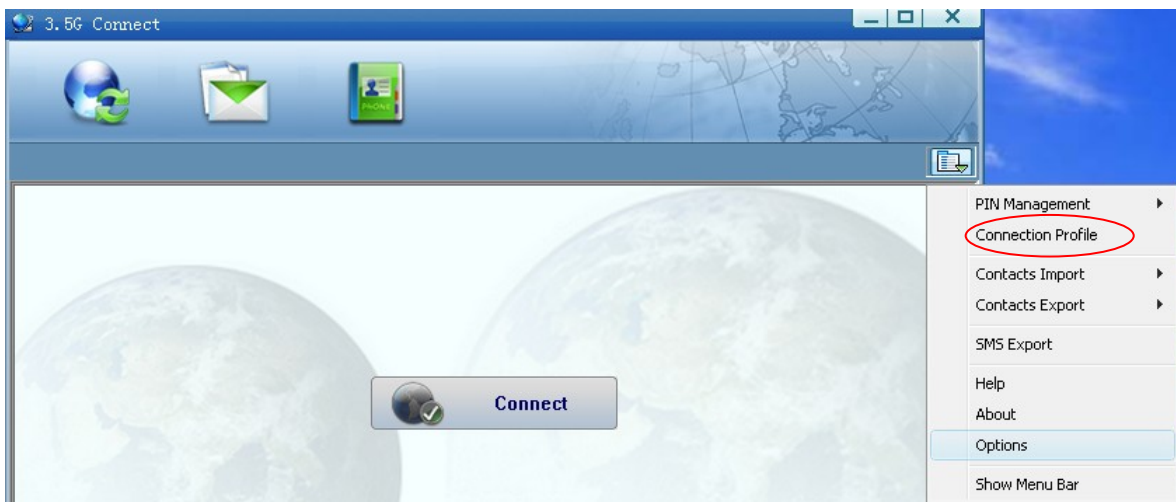 3.5G Connect
PHONE
PIN Management
Connection Profile
Contacts Import
Contacts Export
SMS Export
Connect
Help
About
Options
Show Menu Bar